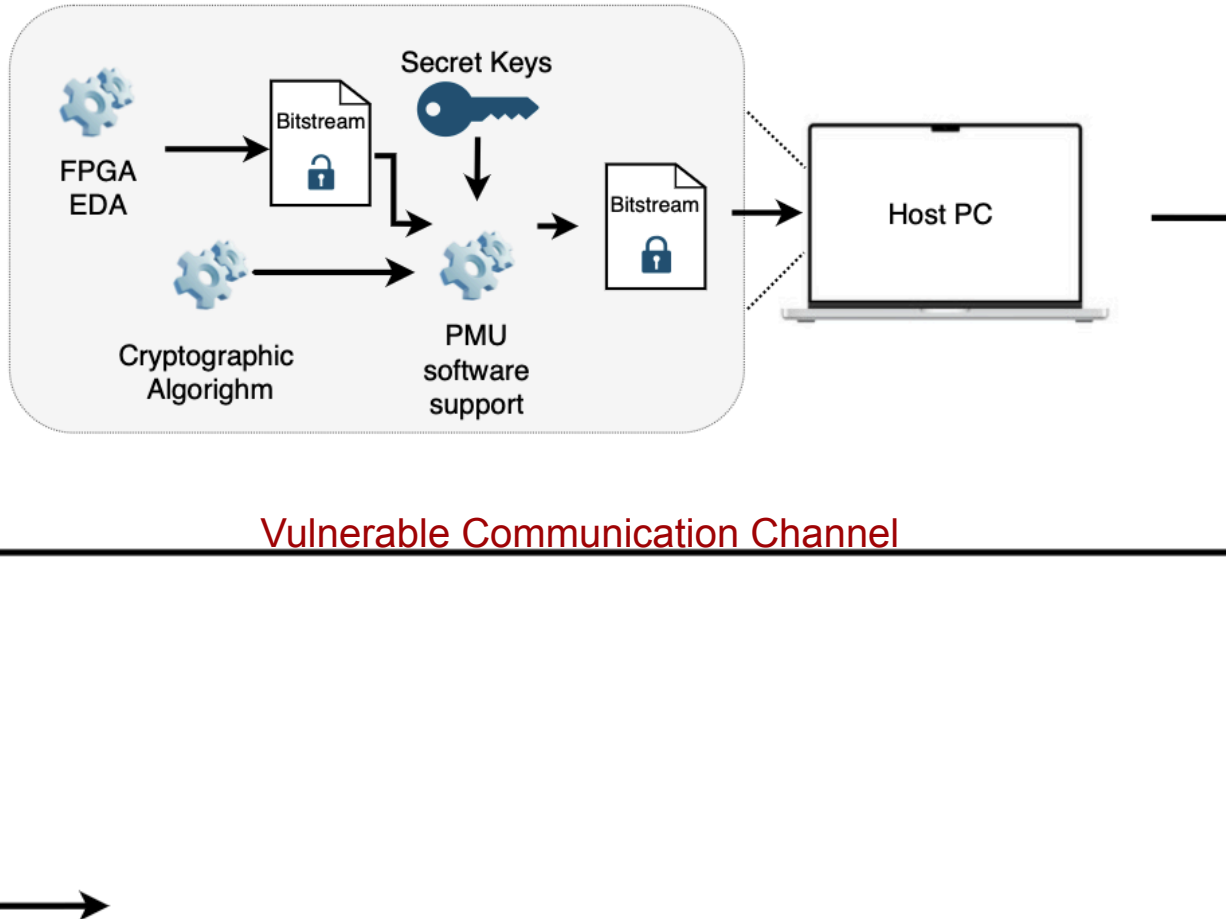 Secret Keys
Bitstream
FPGA
EDA
Bitstream
Host PC
Cryptographic
Algorighm
PMU
software
support
Vulnerable Communication Channel